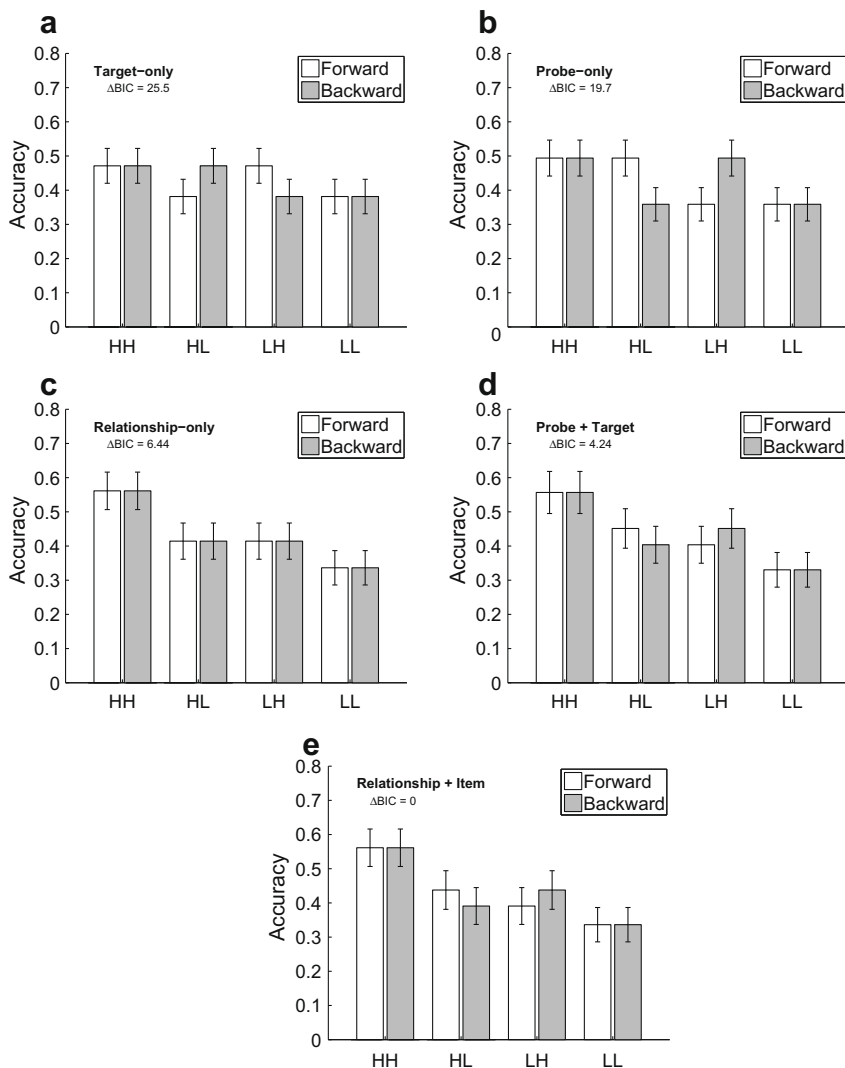 a
Target−only
ΔBIC = 25.5
Forward
Backward
Accuracy
0.8
0.7
0.6
0.5
0.4
0.3
0.2
0.1
0
HH HL LH LL
b
Probe−only
ΔBIC = 19.7
Forward
Backward
Accuracy
0.8
0.7
0.6
0.5
0.4
0.3
0.2
0.1
0
HH HL LH LL
c
Relationship−only
ΔBIC = 6.44
Forward
Backward
Accuracy
0.8
0.7
0.6
0.5
0.4
0.3
0.2
0.1
0
HH HL LH LL
d
Probe + Target
ΔBIC = 4.24
Forward
Backward
Accuracy
0.8
0.7
0.6
0.5
0.4
0.3
0.2
0.1
0
HH HL LH LL
e
Relationship + Item
ΔBIC = 0
Forward
Backward
Accuracy
0.8
0.7
0.6
0.5
0.4
0.3
0.2
0.1
0
HH HL LH LL